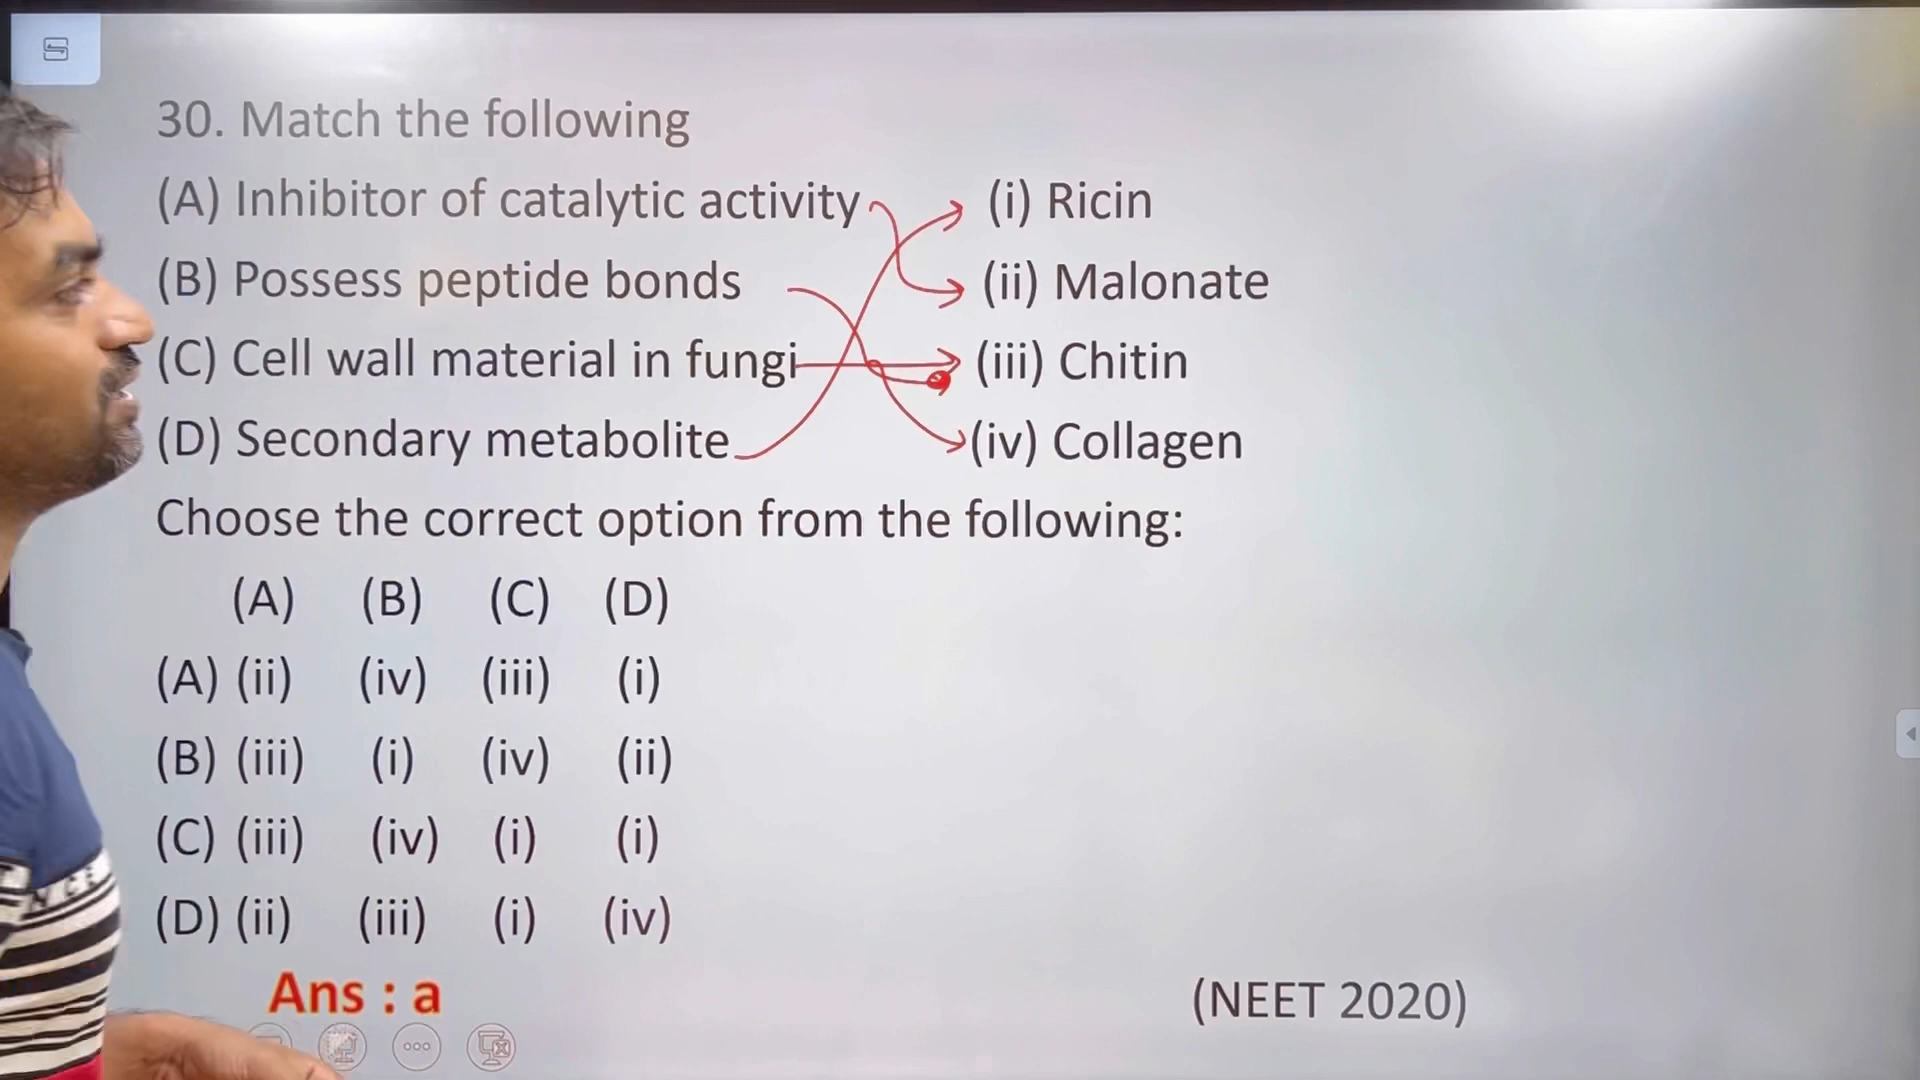 30. Match the following
(A) Inhibitor of catalytic activity (i) Ricin
(B) Possess peptide bonds (ii) Malonate
(C) Cell wall material in fungi (iii) Chitin
(D) Secondary metabolite (iv) Collagen
Choose the correct option from the following:
(A) (B) (C) (D)
(A) (ii) (iv) (iii) (i)
(B) (iii) (i) (iv) (ii)
(C) (iii) (iv) (i) (i)
(D) (ii) (iii) (i) (iv)
Ans : a
(NEET 2020)